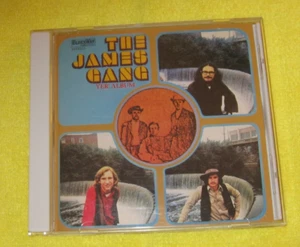 THE
JAMES
GANG
YER' ALBUM